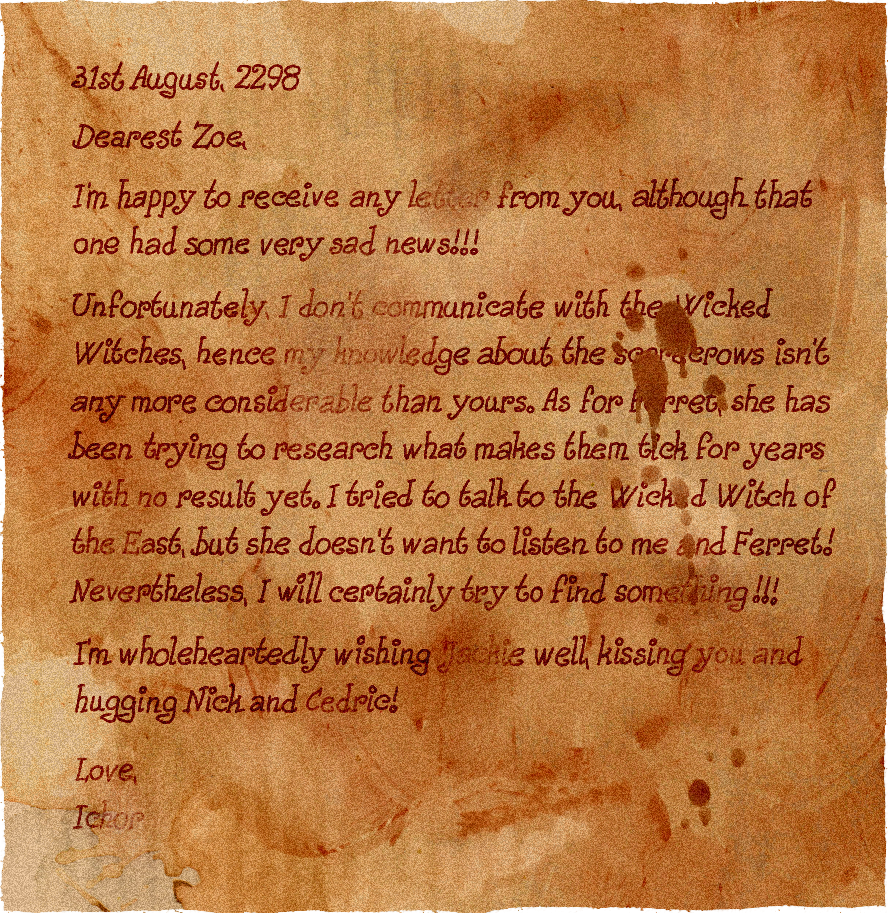 31st August, 2298
Dearest Zoe,
I'm happy to receive any letter from you, although that
one had some very sad news!!!
Unfortunately, I don't communicate with the Wicked
Witches, hence my knowledge about the scarecrows isn't
any more considerable than yours. As for Ferret, she has
been trying to research what makes them tick for years
with no result yet. I tried to talk to the Wicked Witch of
the East, but she doesn't want to listen to me and Ferret!
Nevertheless, I will certainly try to find something!!!
I'm wholeheartedly wishing Jackie well, kissing you and
hugging Nick and Cedric!
Love,
Ichor